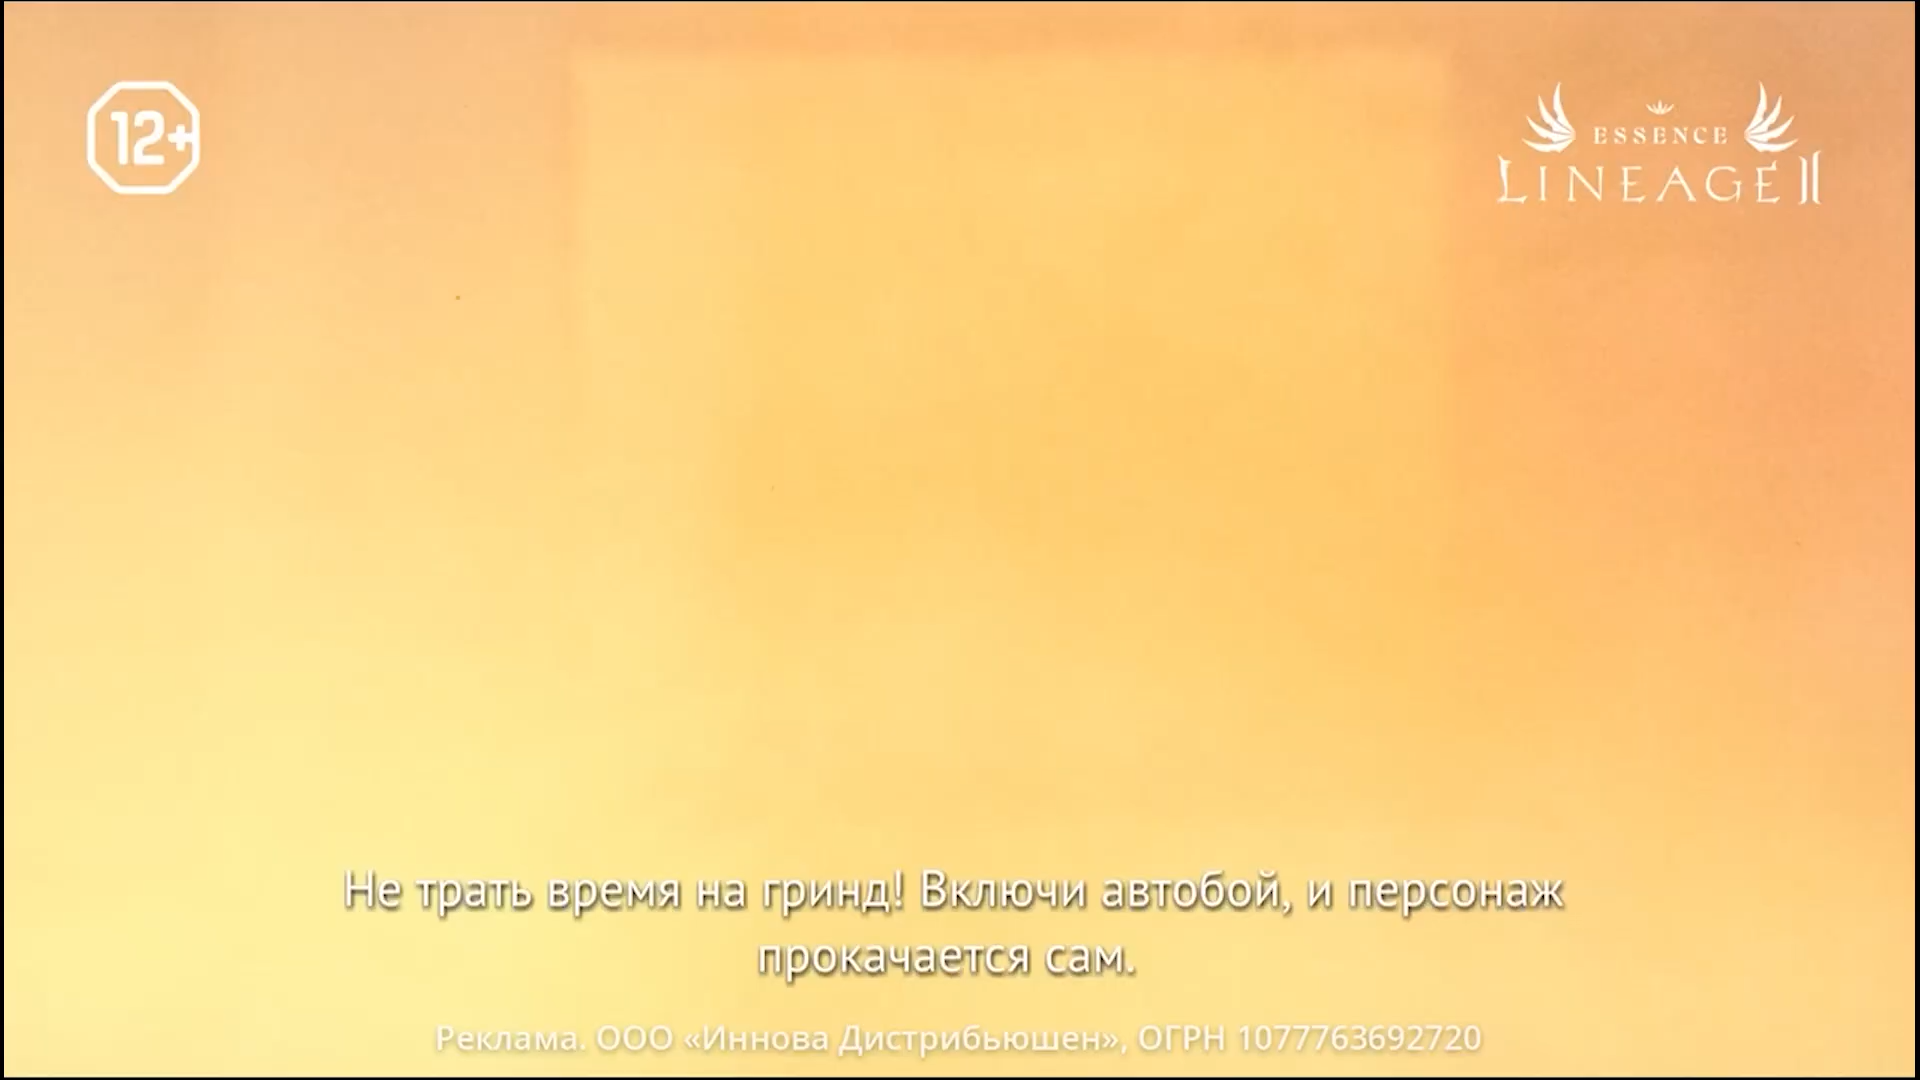 12+
ESSENCE
LINEAGE II
Не трать время на гринд! Включи автобой, и персонаж
прокачается сам.
Реклама. ООО «Иннова Дистрибьюшен», ОГРН 1077763692720